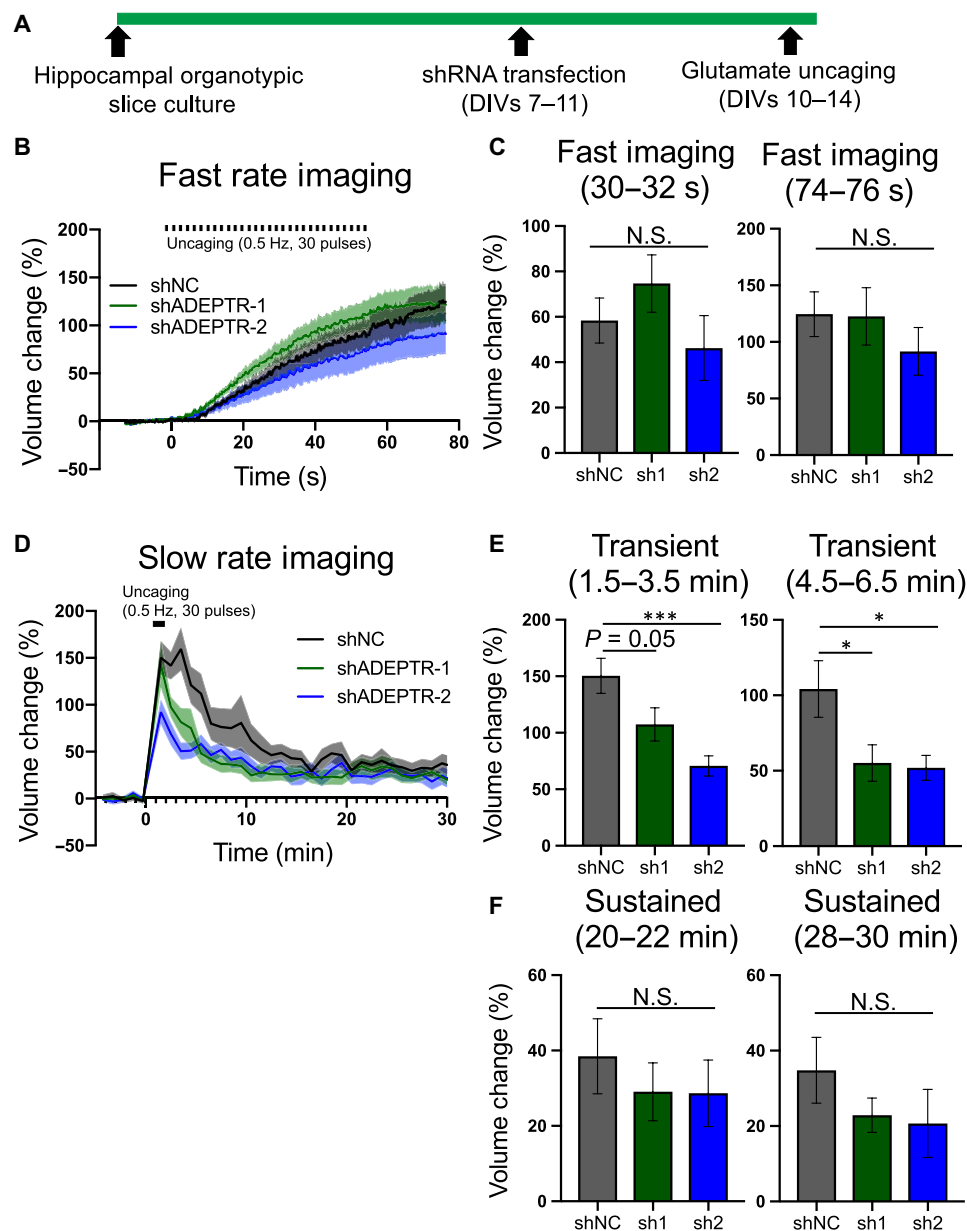 A
Hippocampal organotypic
slice culture
shRNA transfection
(DIVs 7–11)
Glutamate uncaging
(DIVs 10–14)
B
Fast rate imaging
Volume change (%)
200
150
100
50
0
−50
Uncaging (0.5 Hz, 30 pulses)
shNC
shADEPTR-1
shADEPTR-2
0
20
40
60
80
Time (s)
C
Fast imaging
(30–32 s)
Volume change (%)
100
80
60
40
20
0
N.S.
shNC
sh1
sh2
Fast imaging
(74–76 s)
200
150
100
50
0
N.S.
shNC
sh1
sh2
D
Slow rate imaging
Uncaging
(0.5 Hz, 30 pulses)
Volume change (%)
200
150
100
50
0
−50
shNC
shADEPTR-1
shADEPTR-2
0
10
20
30
Time (min)
E
Transient
(1.5–3.5 min)
Volume change (%)
200
150
100
50
0
***
P = 0.05
shNC
sh1
sh2
Transient
(4.5–6.5 min)
150
100
50
0
*
*
shNC
sh1
sh2
F
Sustained
(20–22 min)
Volume change (%)
60
40
20
0
N.S.
shNC
sh1
sh2
Sustained
(28–30 min)
60
40
20
0
N.S.
shNC
sh1
sh2